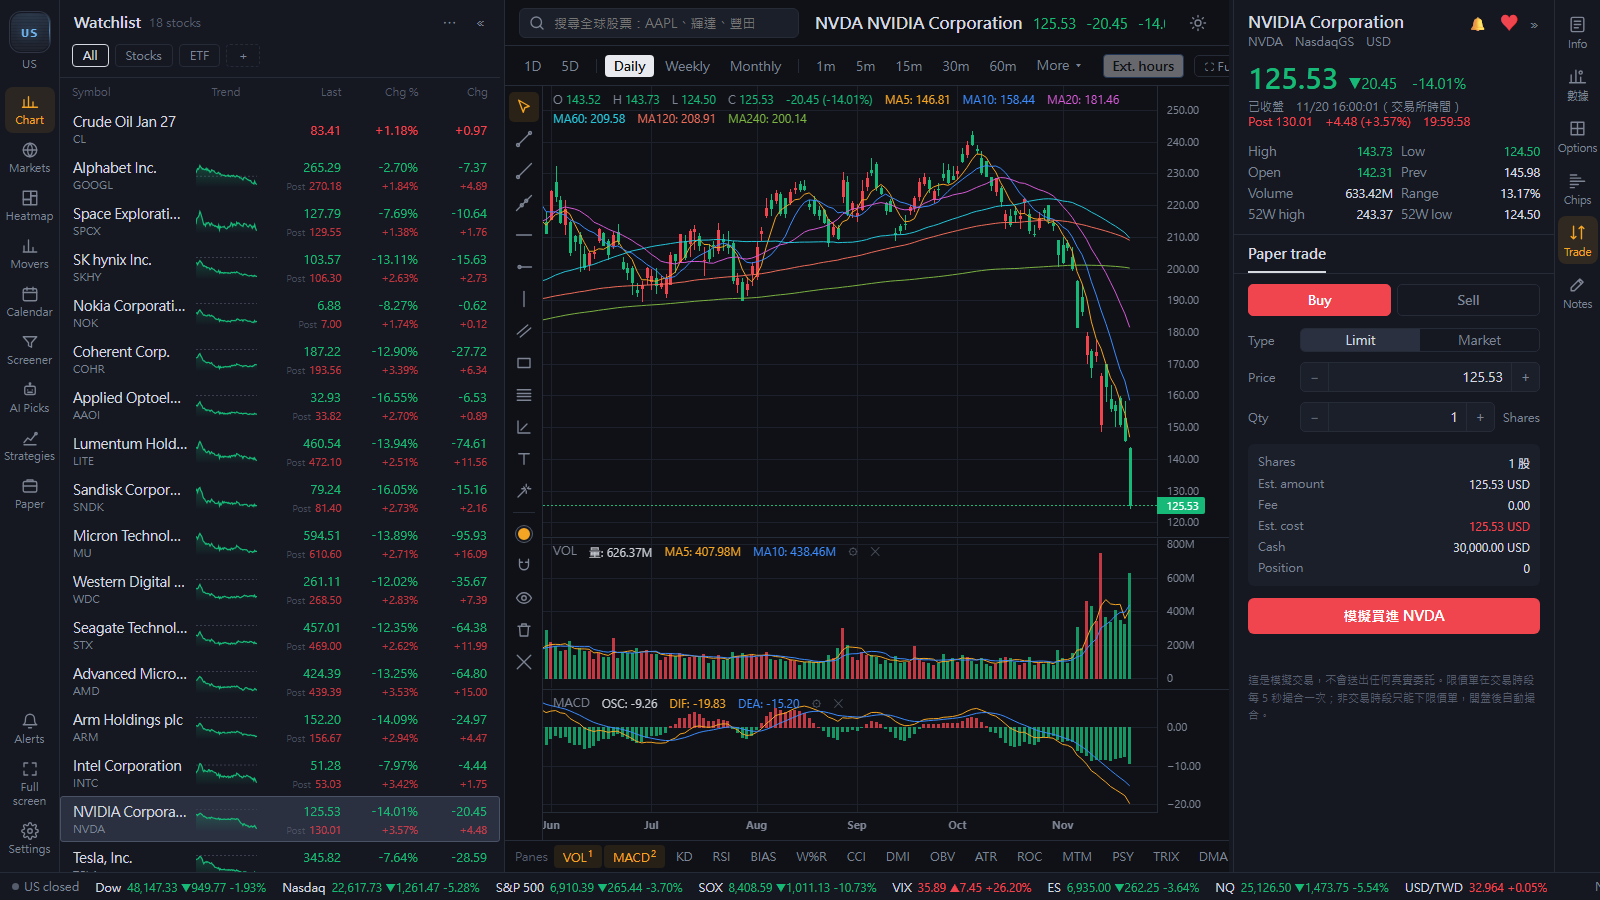 US
US
Chart
Markets
Heatmap
Movers
Calendar
Screener
AI Picks
Strategies
Paper
Alerts
Full
screen
Settings
Watchlist 18 stocks ··· «
All Stocks ETF +
Symbol Trend Last Chg % Chg
Crude Oil Jan 27 83.41 +1.18% +0.97
CL
Alphabet Inc. 265.29 -2.70% -7.37
GOOGL Post 270.18 +1.84% +4.89
Space Explorati... 127.79 -7.69% -10.64
SPCX Post 129.55 +1.38% +1.76
SK hynix Inc. 103.57 -13.11% -15.63
SKHY Post 106.30 +2.63% +2.73
Nokia Corporati... 6.88 -8.27% -0.62
NOK Post 7.00 +1.74% +0.12
Coherent Corp. 187.22 -12.90% -27.72
COHR Post 193.56 +3.39% +6.34
Applied Optoel... 32.93 -16.55% -6.53
AAOI Post 33.82 +2.70% +0.89
Lumentum Hold... 460.54 -13.94% -74.61
LITE Post 472.10 +2.51% +11.56
Sandisk Corpor... 79.24 -16.05% -15.16
SNDK Post 81.40 +2.73% +2.16
Micron Technol... 594.51 -13.89% -95.93
MU Post 610.60 +2.71% +16.09
Western Digital ... 261.11 -12.02% -35.67
WDC Post 268.50 +2.83% +7.39
Seagate Technol... 457.01 -12.35% -64.38
STX Post 469.00 +2.62% +11.99
Advanced Micro... 424.39 -13.25% -64.80
AMD Post 439.39 +3.53% +15.00
Arm Holdings plc 152.20 -14.09% -24.97
ARM Post 156.67 +2.94% +4.47
Intel Corporation 51.28 -7.97% -4.44
INTC Post 53.03 +3.42% +1.75
NVIDIA Corpora... 125.53 -14.01% -20.45
NVDA Post 130.01 +3.57% +4.48
Tesla, Inc. 345.82 -7.64% -28.59
搜尋全球股票：AAPL、輝達、豐田 NVDA NVIDIA Corporation 125.53 -20.45 -14.0
1D 5D Daily Weekly Monthly 1m 5m 15m 30m 60m More Ext. hours Fu
O 143.52 H 143.73 L 124.50 C 125.53 -20.45 (-14.01%) MA5: 146.81 MA10: 158.44 MA20: 181.46
MA60: 209.58 MA120: 208.91 MA240: 200.14
250.00
240.00
230.00
220.00
210.00
200.00
190.00
180.00
170.00
160.00
150.00
140.00
130.00
125.53
120.00
VOL 量: 626.37M MA5: 407.98M MA10: 438.46M
800M
600M
400M
200M
0
MACD OSC: -9.26 DIF: -19.83 DEA: -15.20
0.00
-10.00
-20.00
Jun Jul Aug Sep Oct Nov
Panes VOL1 MACD2 KD RSI BIAS W%R CCI DMI OBV ATR ROC MTM PSY TRIX DMA
NVIDIA Corporation »
NVDA NasdaqGS USD
125.53 ▼20.45 -14.01%
已收盤 11/20 16:00:01 (交易所時間)
Post 130.01 +4.48 (+3.57%) 19:59:58
High 143.73 Low 124.50
Open 142.31 Prev 145.98
Volume 633.42M Range 13.17%
52W high 243.37 52W low 124.50
Paper trade
Buy Sell
Type Limit Market
Price − 125.53 +
Qty − 1 + Shares
Shares 1 股
Est. amount 125.53 USD
Fee 0.00
Est. cost 125.53 USD
Cash 30,000.00 USD
Position 0
模擬買進 NVDA
這是模擬交易，不會送出任何真實委託。限價單在交易時段
每 5 秒撮合一次；非交易時段只能下限價單，開盤後自動撮
合。
Info
數據
Options
Chips
Trade
Notes
US closed Dow 48,147.33 ▼949.77 -1.93% Nasdaq 22,617.73 ▼1,261.47 -5.28% S&P 500 6,910.39 ▼265.44 -3.70% SOX 8,408.59 ▼1,011.13 -10.73% VIX 35.89 ▲7.45 +26.20% ES 6,935.00 ▼262.25 -3.64% NQ 25,126.50 ▼1,473.75 -5.54% USD/TWD 32.964 +0.05%